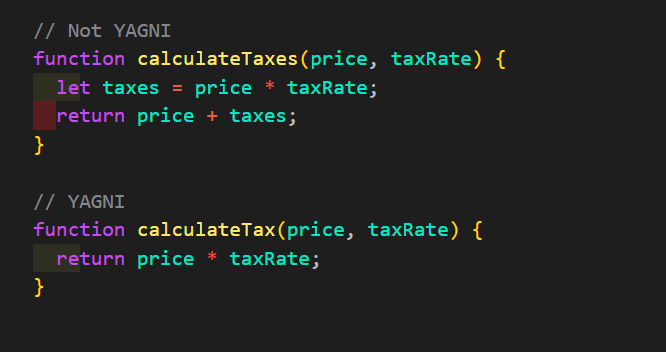 // Not YAGNI
function calculateTaxes(price, taxRate) {
  let taxes = price * taxRate;
  return price + taxes;
}

// YAGNI
function calculateTax(price, taxRate) {
  return price * taxRate;
}